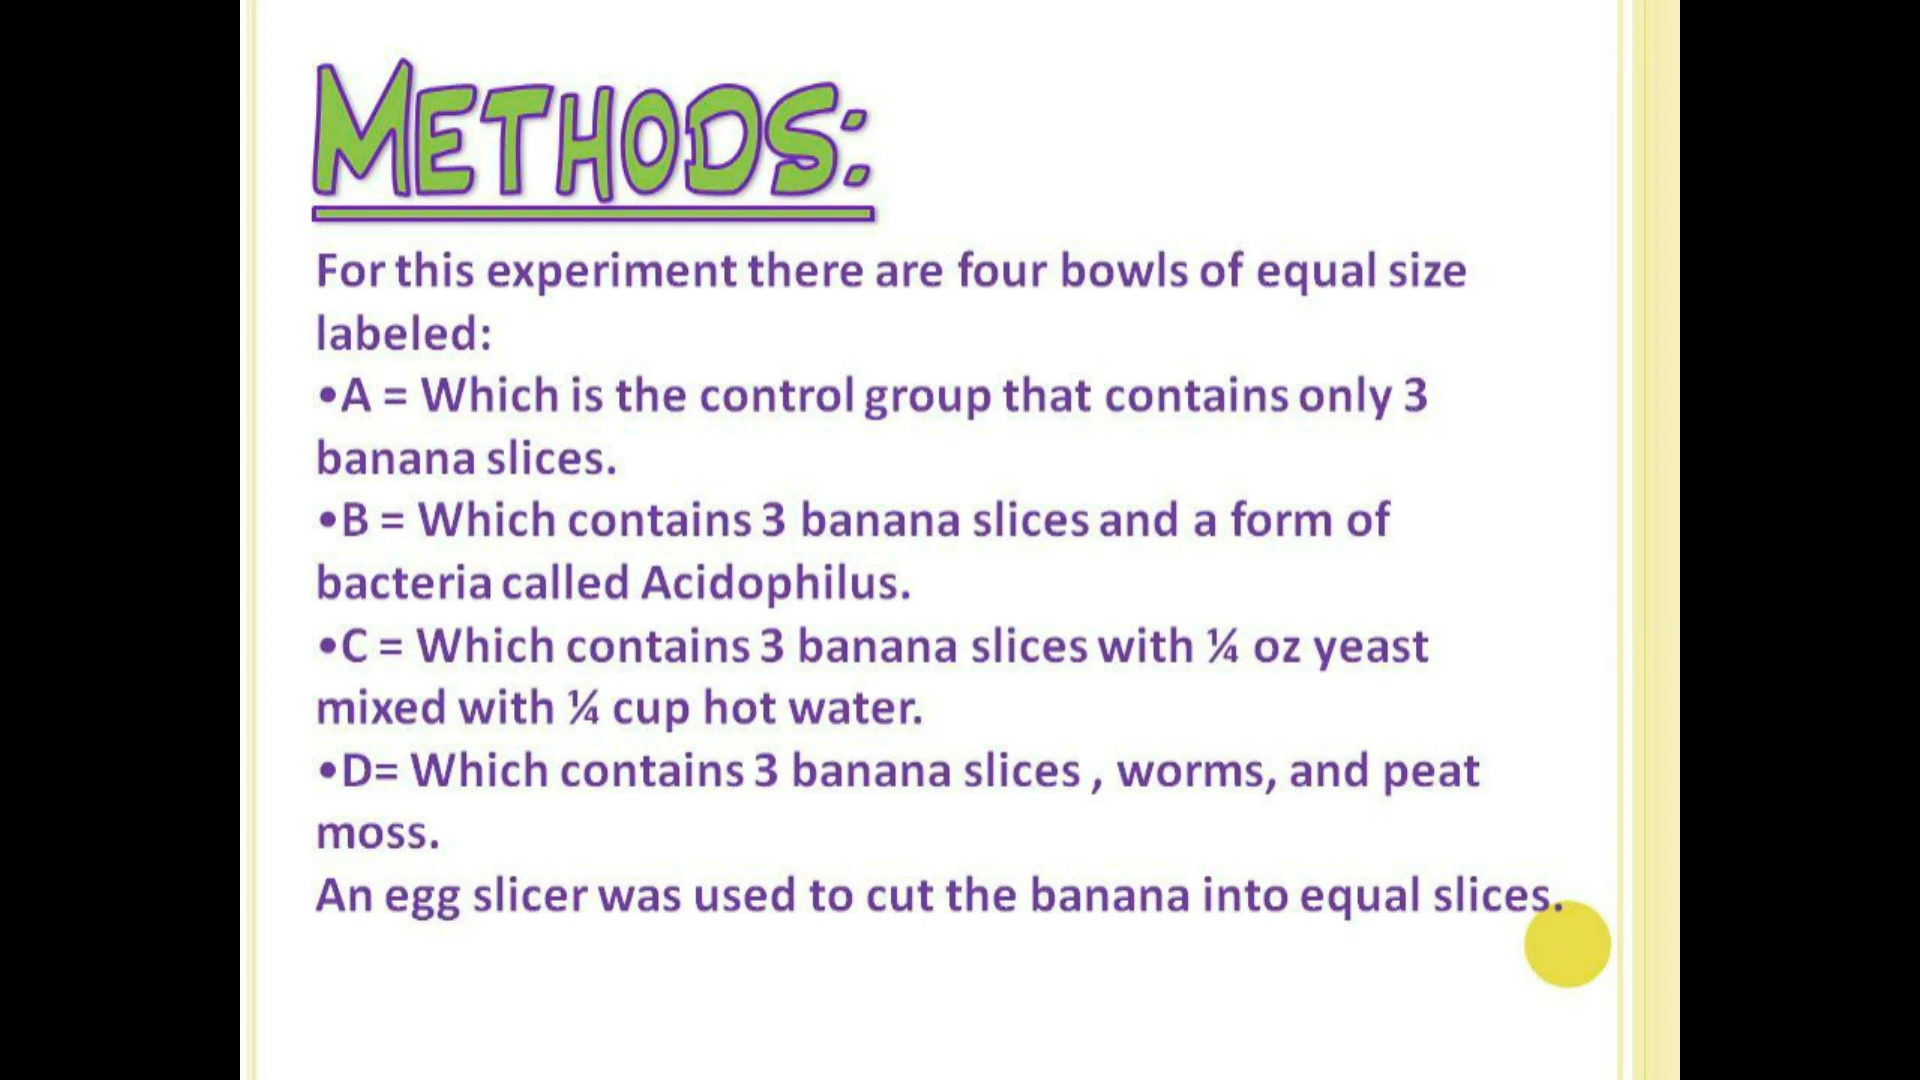 METHODS:
For this experiment there are four bowls of equal size
labeled:
•A = Which is the control group that contains only 3
banana slices.
•B = Which contains 3 banana slices and a form of
bacteria called Acidophilus.
•C = Which contains 3 banana slices with ¼ oz yeast
mixed with ¼ cup hot water.
•D= Which contains 3 banana slices , worms, and peat
moss.
An egg slicer was used to cut the banana into equal slices.